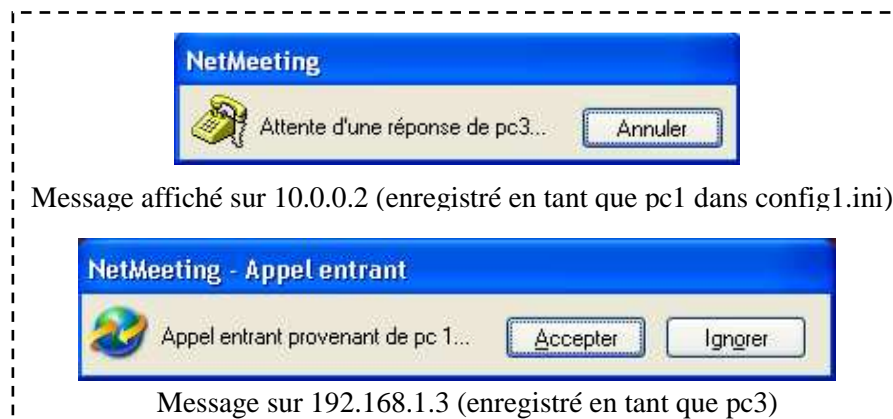 NetMeeting
Attente d'une réponse de pc3...
Annuler
Message affiché sur 10.0.0.2 (enregistré en tant que pc1 dans config1.ini)
NetMeeting - Appel entrant
Appel entrant provenant de pc 1...
Accepter
Ignorer
Message sur 192.168.1.3 (enregistré en tant que pc3)